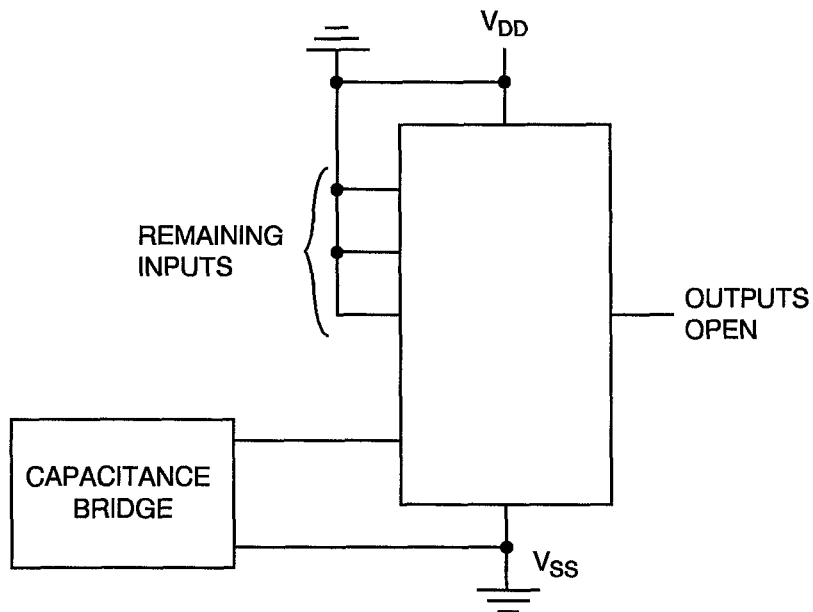 VDD
REMAINING
INPUTS
OUTPUTS
OPEN
CAPACITANCE
BRIDGE
VSS